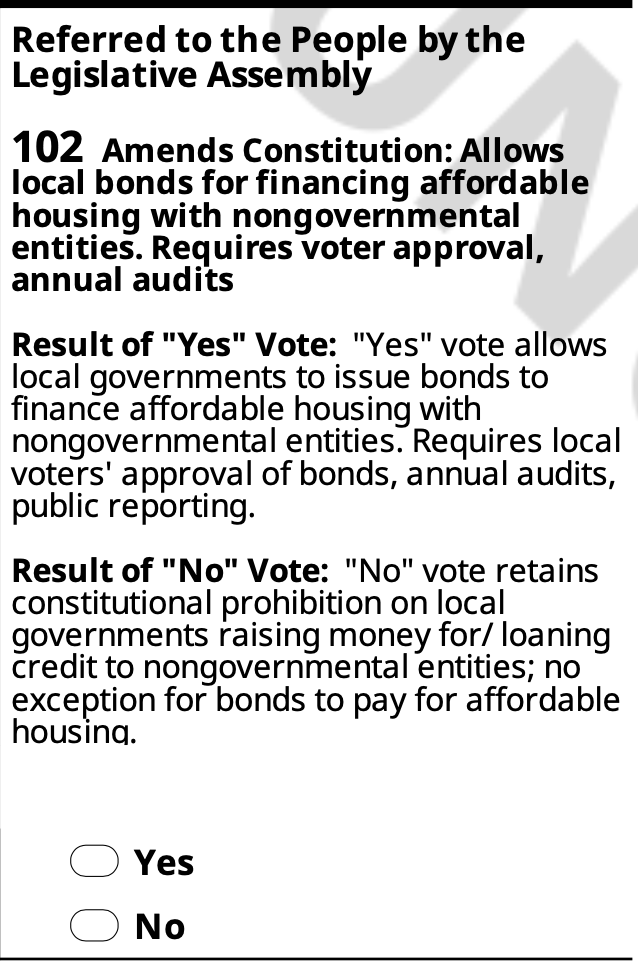 Referred to the People by the
Legislative Assembly
102 Amends Constitution: Allows
local bonds for financing affordable
housing with nongovernmental
entities. Requires voter approval,
annual audits
Result of "Yes" Vote: "Yes" vote allows
local governments to issue bonds to
finance affordable housing with
nongovernmental entities. Requires local
voters' approval of bonds, annual audits,
public reporting.
Result of "No" Vote: "No" vote retains
constitutional prohibition on local
governments raising money for/ loaning
credit to nongovernmental entities; no
exception for bonds to pay for affordable
housing.
Yes
No